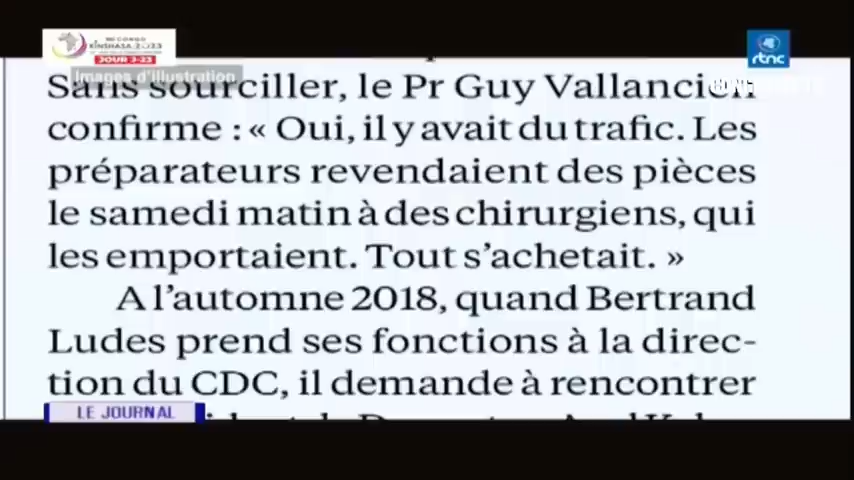 KINSHASA 2023
JOUR J-23
rtnc
Images d'illustration
Sans sourciller, le Pr Guy Vallancien
confirme : « Oui, il y avait du trafic. Les
préparateurs revendaient des pièces
le samedi matin à des chirurgiens, qui
les emportaient. Tout s'achetait. »
A l'automne 2018, quand Bertrand
Ludes prend ses fonctions à la direc-
tion du CDC, il demande à rencontrer
LE JOURNAL